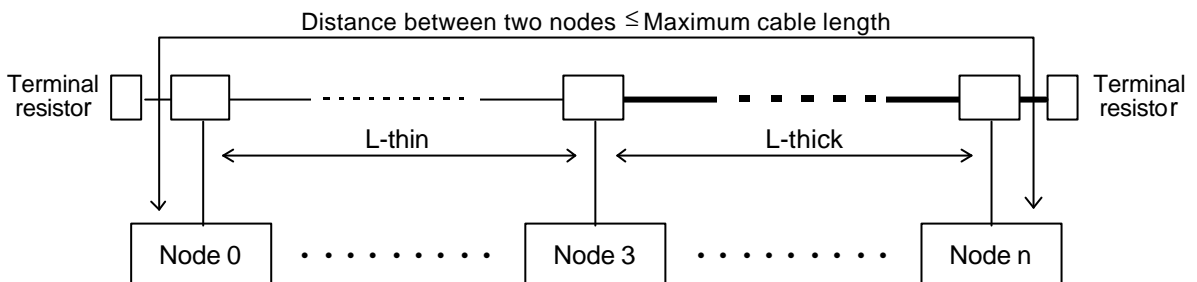 Distance between two nodes ≤ Maximum cable length
Terminal
resistor
Terminal
resistor
L-thin
L-thick
Node 0
Node 3
Node n